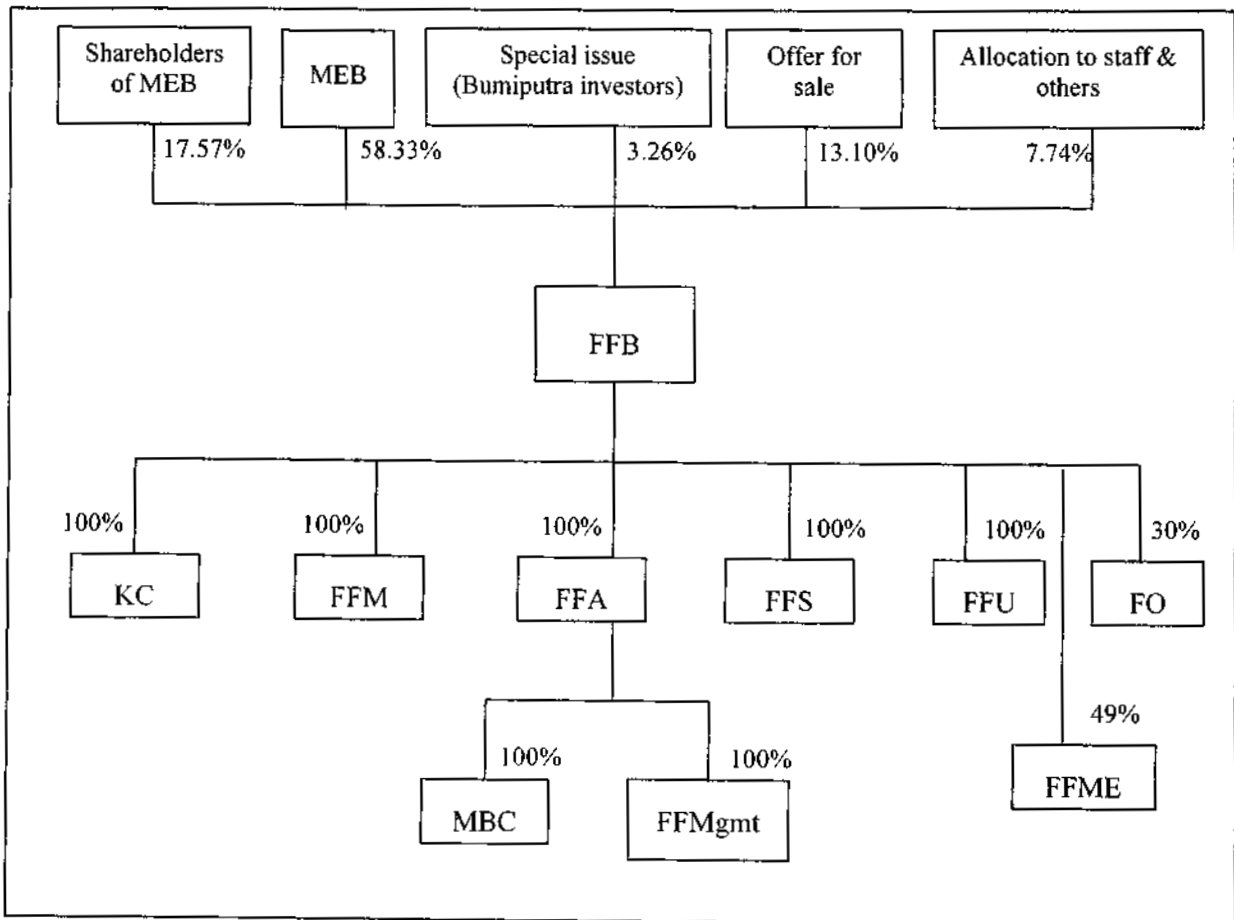 Shareholders
of MEB
MEB
Special issue
(Bumiputra investors)
Offer for
sale
Allocation to staff &
others
17.57%
58.33%
3.26%
13.10%
7.74%
FFB
100%
100%
100%
100%
100%
30%
KC
FFM
FFA
FFS
FFU
FO
49%
100%
100%
FFME
MBC
FFMgmt